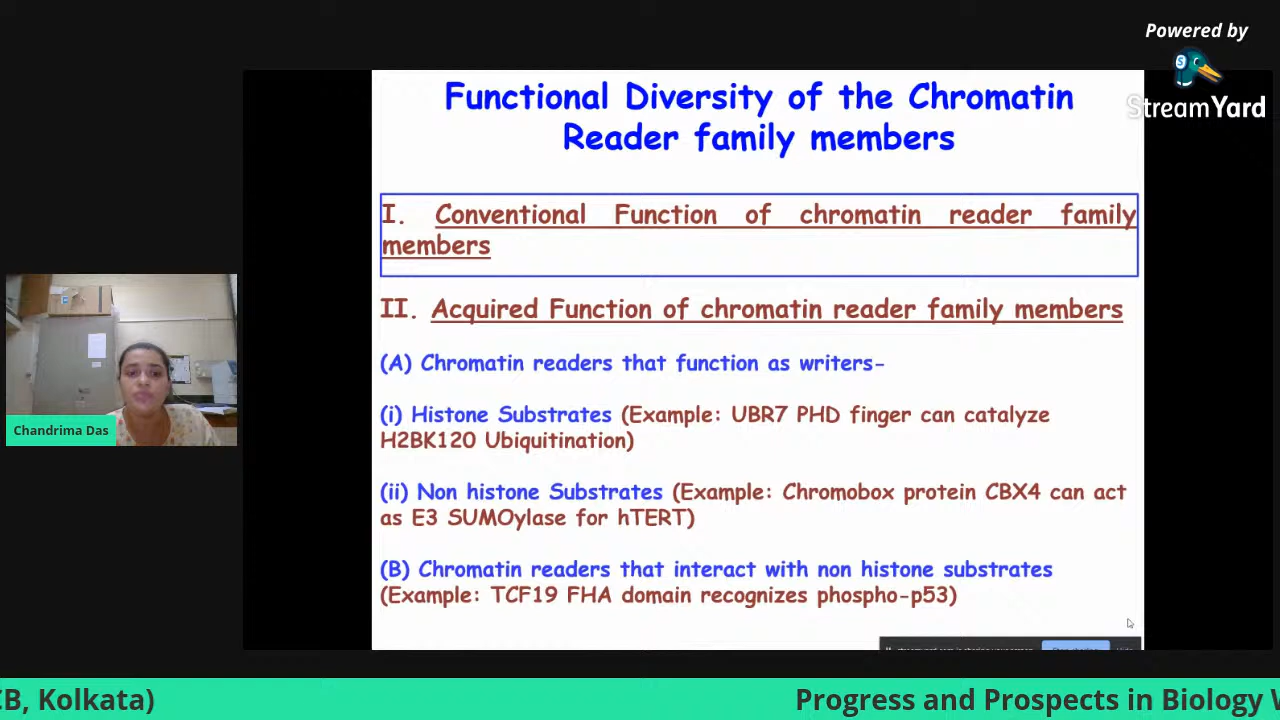 Powered by
StreamYard
Functional Diversity of the Chromatin
Reader family members
I. Conventional Function of chromatin reader family
members
II. Acquired Function of chromatin reader family members
(A) Chromatin readers that function as writers-
(i) Histone Substrates (Example: UBR7 PHD finger can catalyze
H2BK120 Ubiquitination)
(ii) Non histone Substrates (Example: Chromobox protein CBX4 can act
as E3 SUMOylase for hTERT)
(B) Chromatin readers that interact with non histone substrates
(Example: TCF19 FHA domain recognizes phospho-p53)
Chandrima Das
CB, Kolkata)
Progress and Prospects in Biology